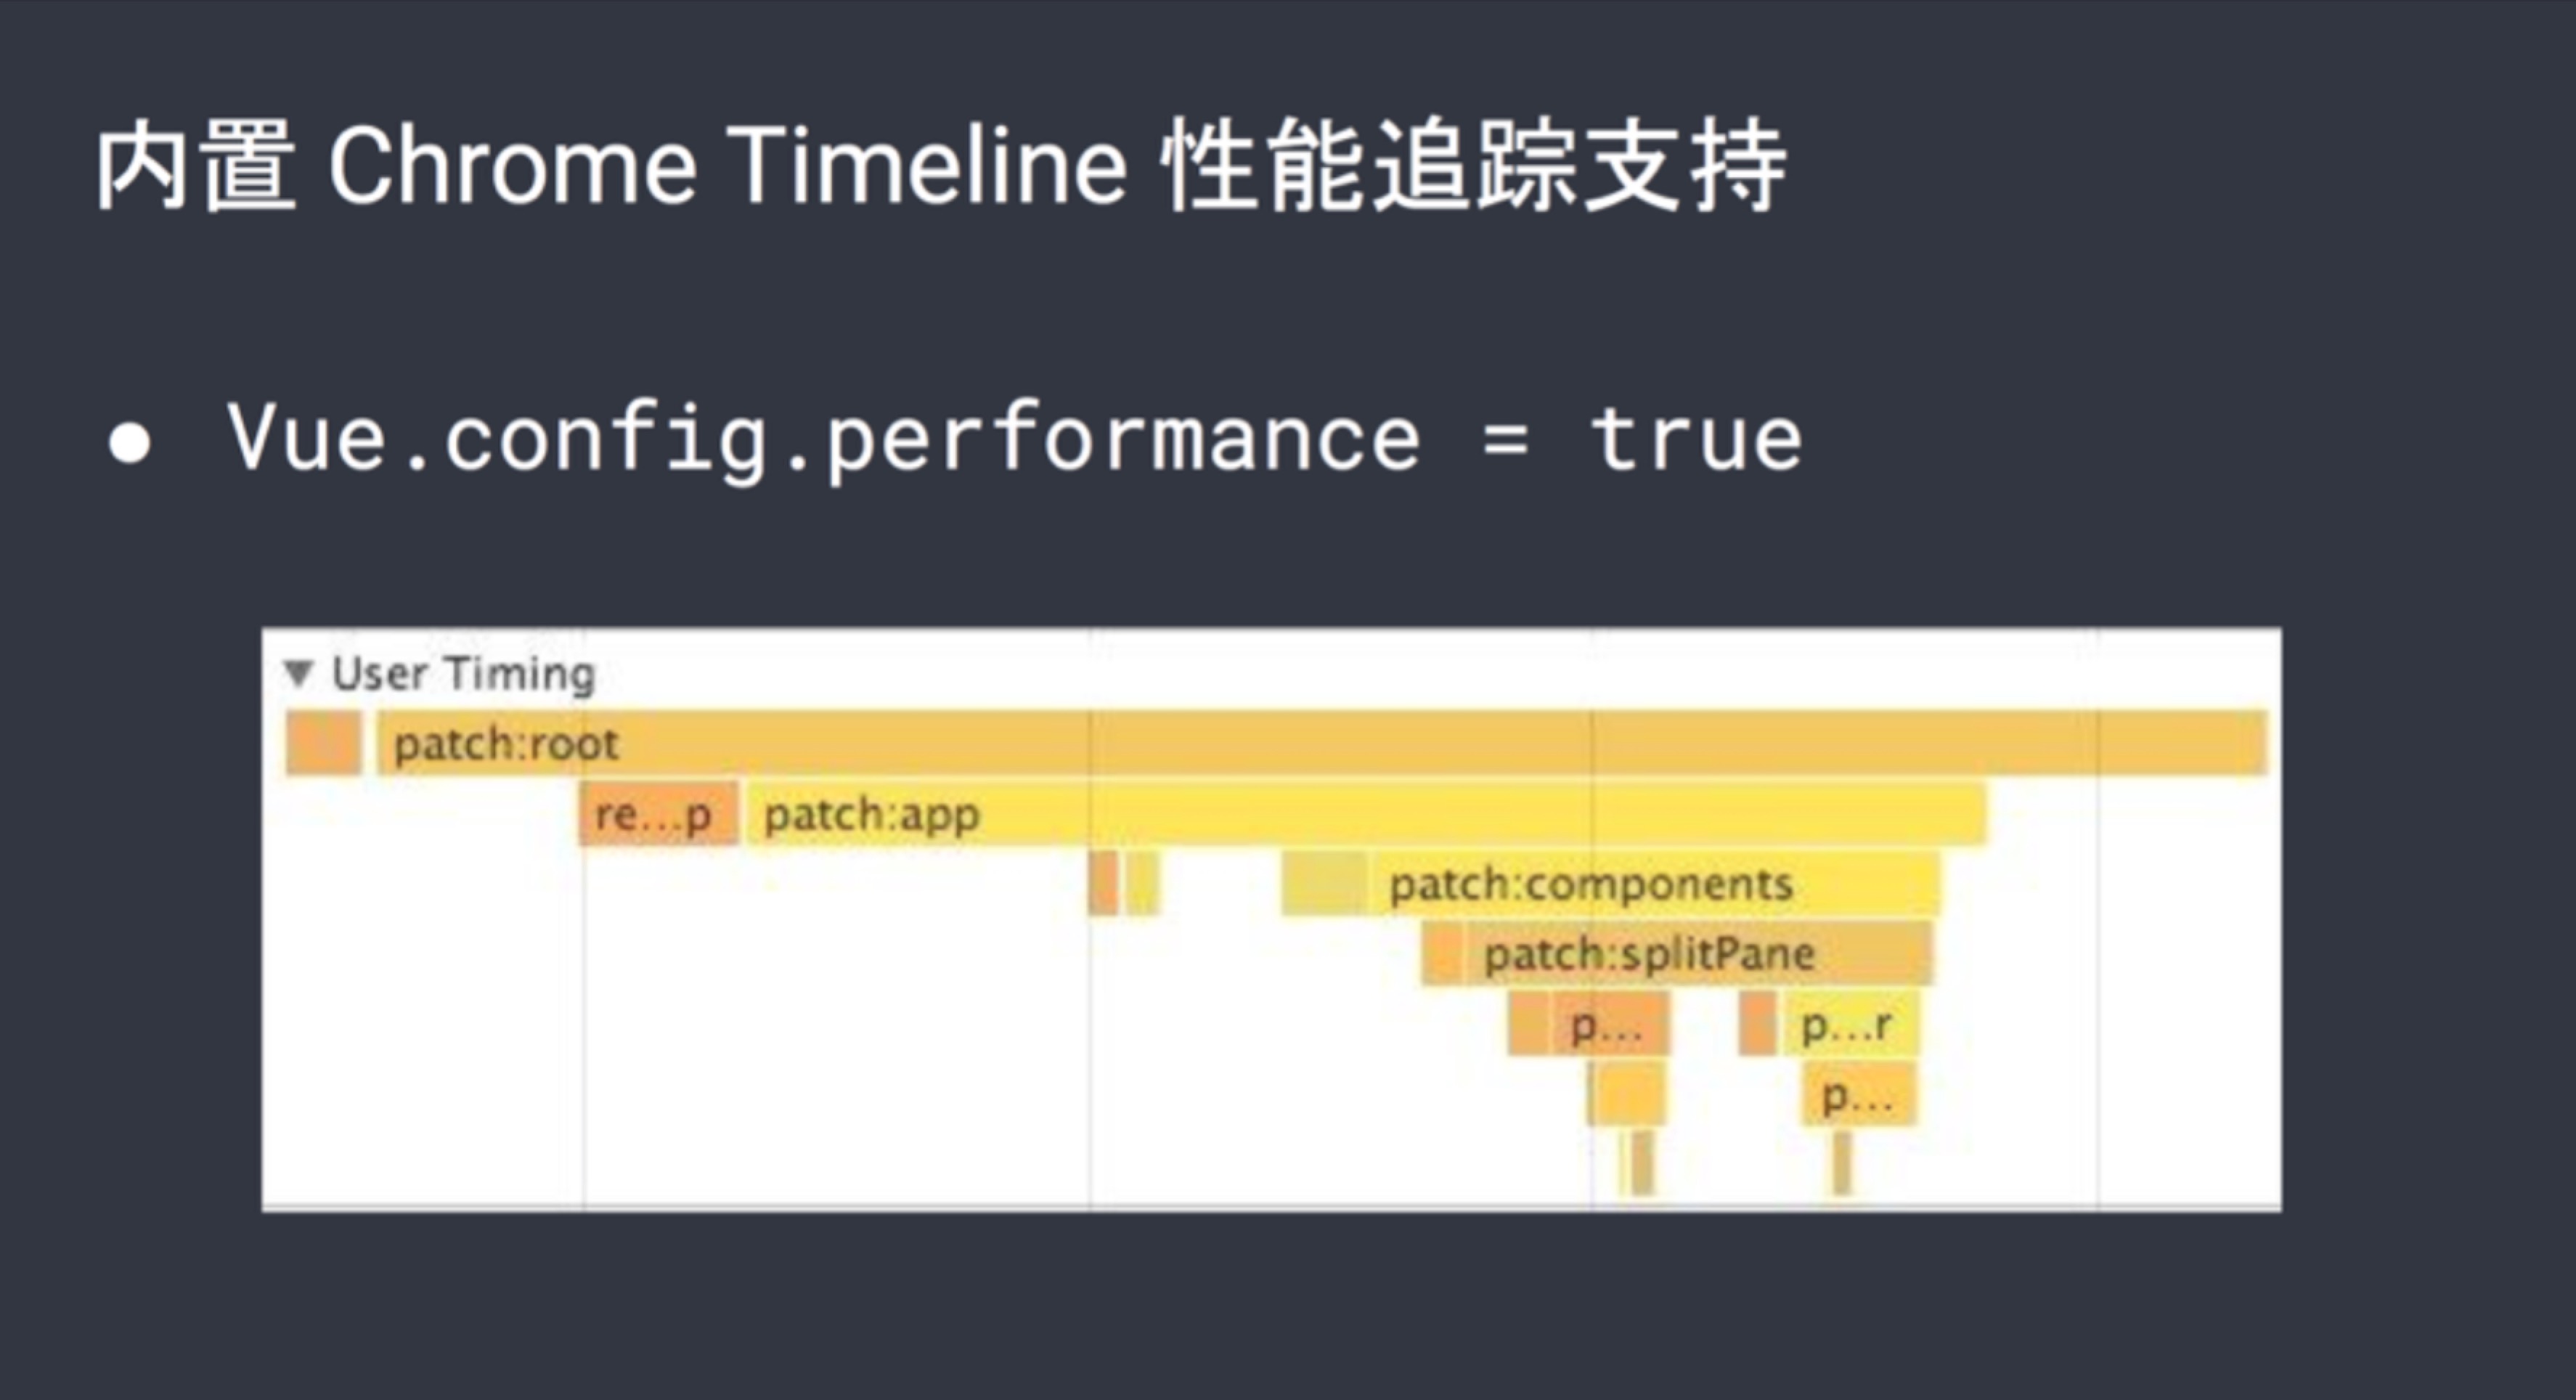 内置 Chrome Timeline 性能追踪支持
• Vue.config.performance = true
▼ User Timing
patch:root
re...p patch:app
patch:components
patch:splitPane
p... p...r
p...